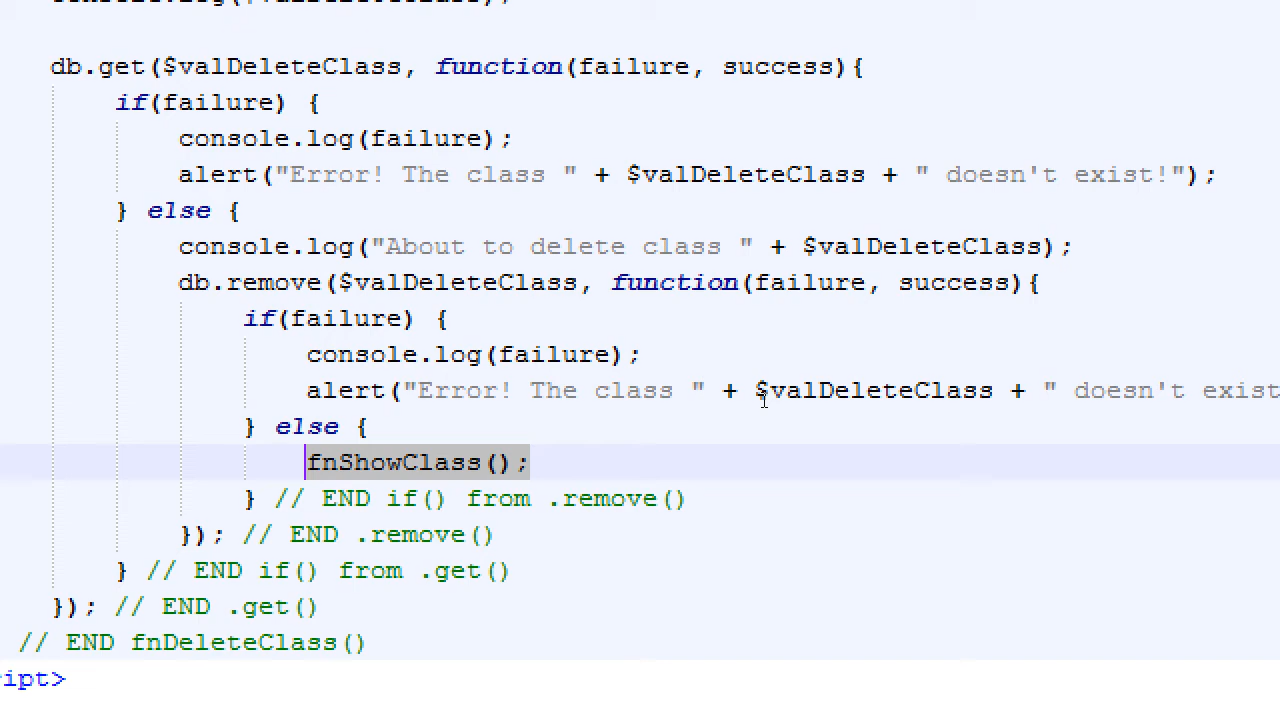 db.get($valDeleteClass, function(failure, success){
if(failure) {
console.log(failure);
alert("Error! The class " + $valDeleteClass + " doesn't exist!");
} else {
console.log("About to delete class " + $valDeleteClass);
db.remove($valDeleteClass, function(failure, success){
if(failure) {
console.log(failure);
alert("Error! The class " + $valDeleteClass + " doesn't exist
} else {
fnShowClass();
} // END if() from .remove()
}); // END .remove()
} // END if() from .get()
}); // END .get()
// END fnDeleteClass()
ript>